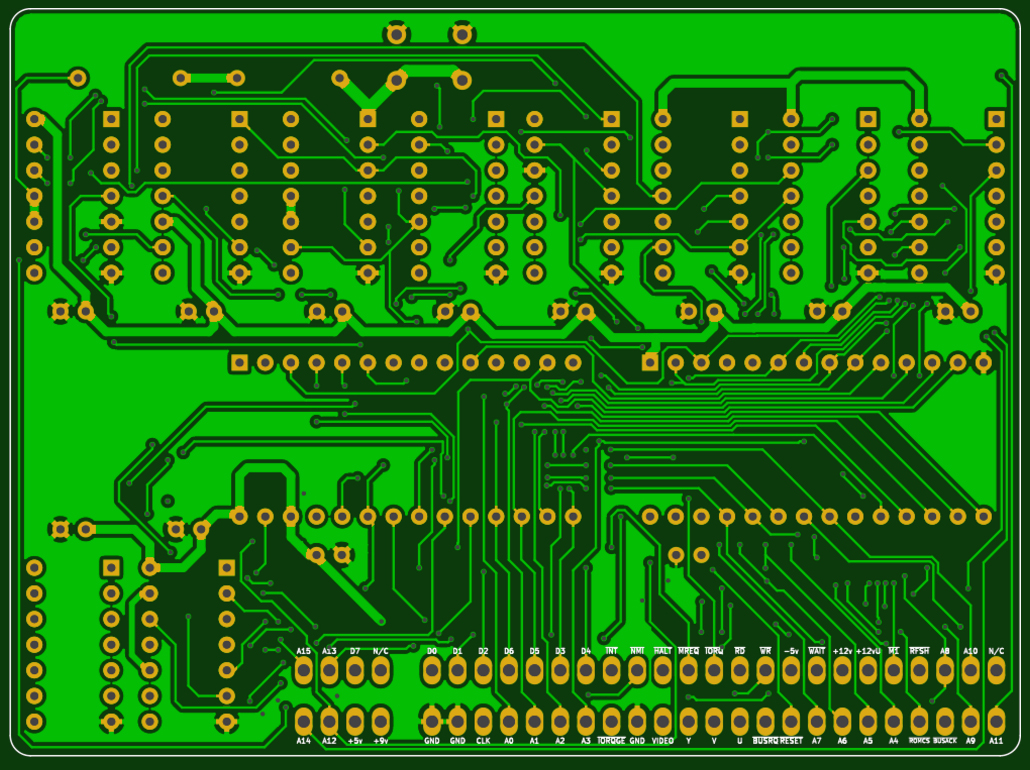 A15 A13 D7 N/C D0 D1 D2 D6 D5 D3 D4 INT NMI HALT MREQ IORQ RD WR -5v WAIT +12v +12vU M1 RFSH A8 A10 N/C
A14 A12 +5v +9v GND GND CLK A0 A1 A2 A3 IORQGE GND VIDEO Y V U BUSRQ RESET A7 A6 A5 A4 ROMCS BUSACK A9 A11